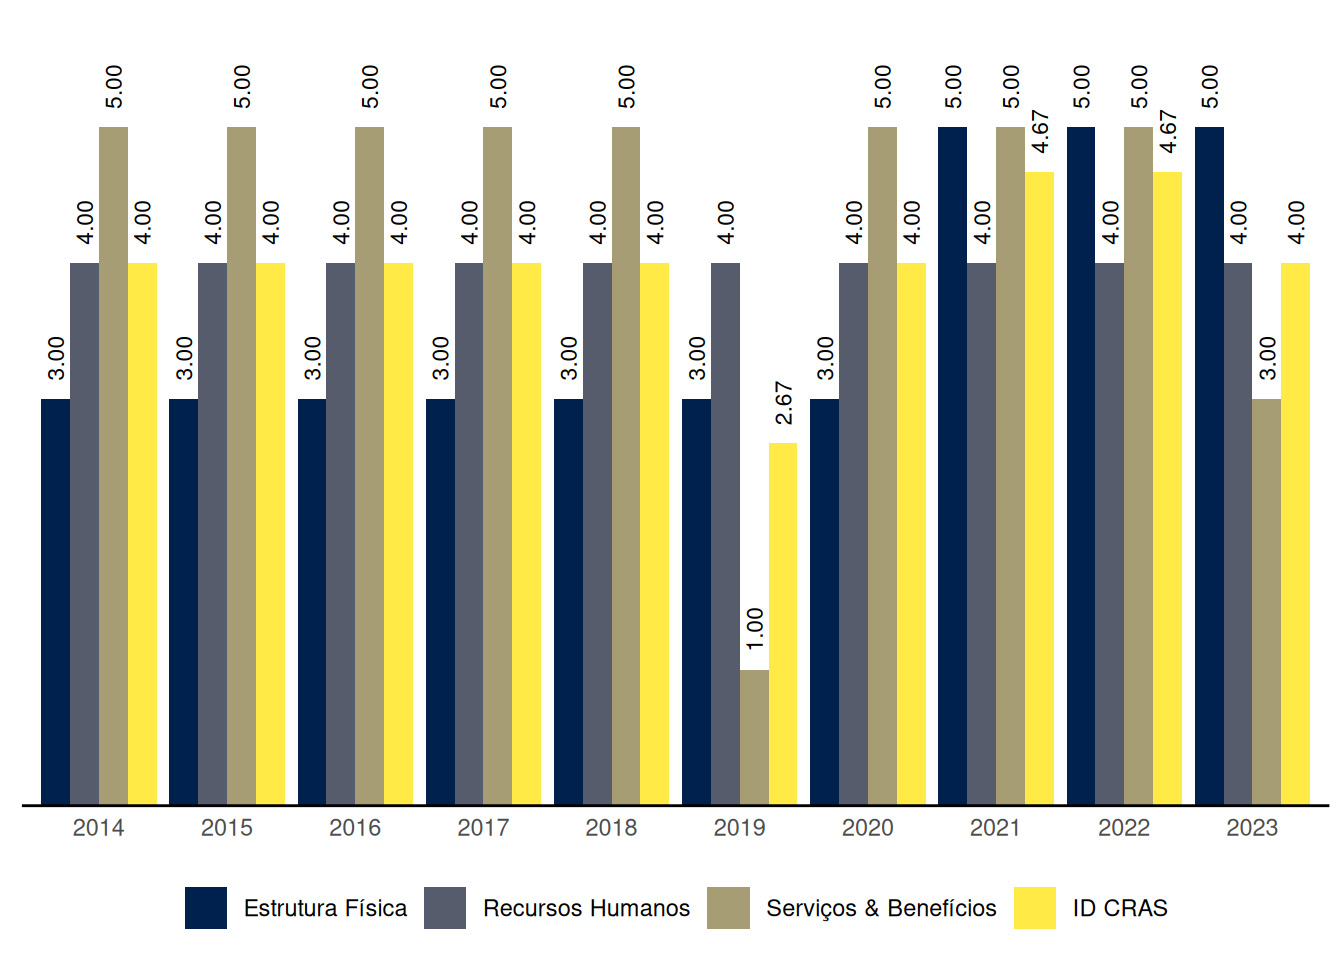 5.00 5.00 5.00 5.00 5.00 5.00 5.00 5.00 5.00 5.00 5.00
4.67 4.67
4.00 4.00 4.00 4.00 4.00 4.00 4.00 4.00 4.00 4.00 4.00 4.00 4.00 4.00 4.00 4.00 4.00
3.00 3.00 3.00 3.00 3.00 3.00 3.00 3.00
2.67
1.00
2014 2015 2016 2017 2018 2019 2020 2021 2022 2023
Estrutura Física Recursos Humanos Serviços & Benefícios ID CRAS